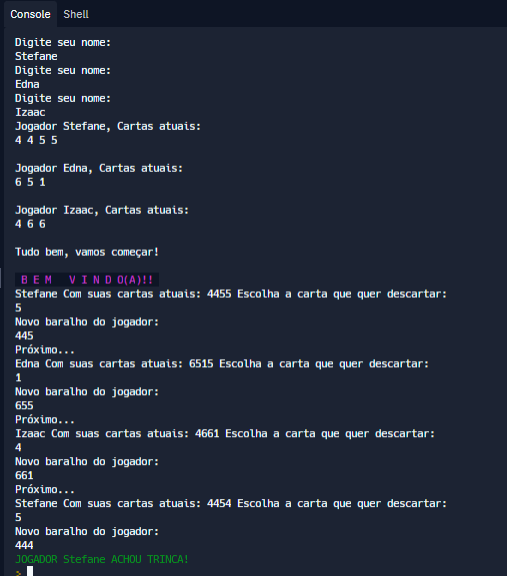 Console Shell
Digite seu nome:
Stefane
Digite seu nome:
Edna
Digite seu nome:
Izaac
Jogador Stefane, Cartas atuais:
4 4 5 5
Jogador Edna, Cartas atuais:
6 5 1
Jogador Izaac, Cartas atuais:
4 6 6
Tudo bem, vamos começar!
B E M   V I N D O(A)!!
Stefane Com suas cartas atuais: 4455 Escolha a carta que quer descartar:
5
Novo baralho do jogador:
445
Próximo...
Edna Com suas cartas atuais: 6515 Escolha a carta que quer descartar:
1
Novo baralho do jogador:
655
Próximo...
Izaac Com suas cartas atuais: 4661 Escolha a carta que quer descartar:
4
Novo baralho do jogador:
661
Próximo...
Stefane Com suas cartas atuais: 4454 Escolha a carta que quer descartar:
5
Novo baralho do jogador:
444
JOGADOR Stefane ACHOU TRINCA!
>